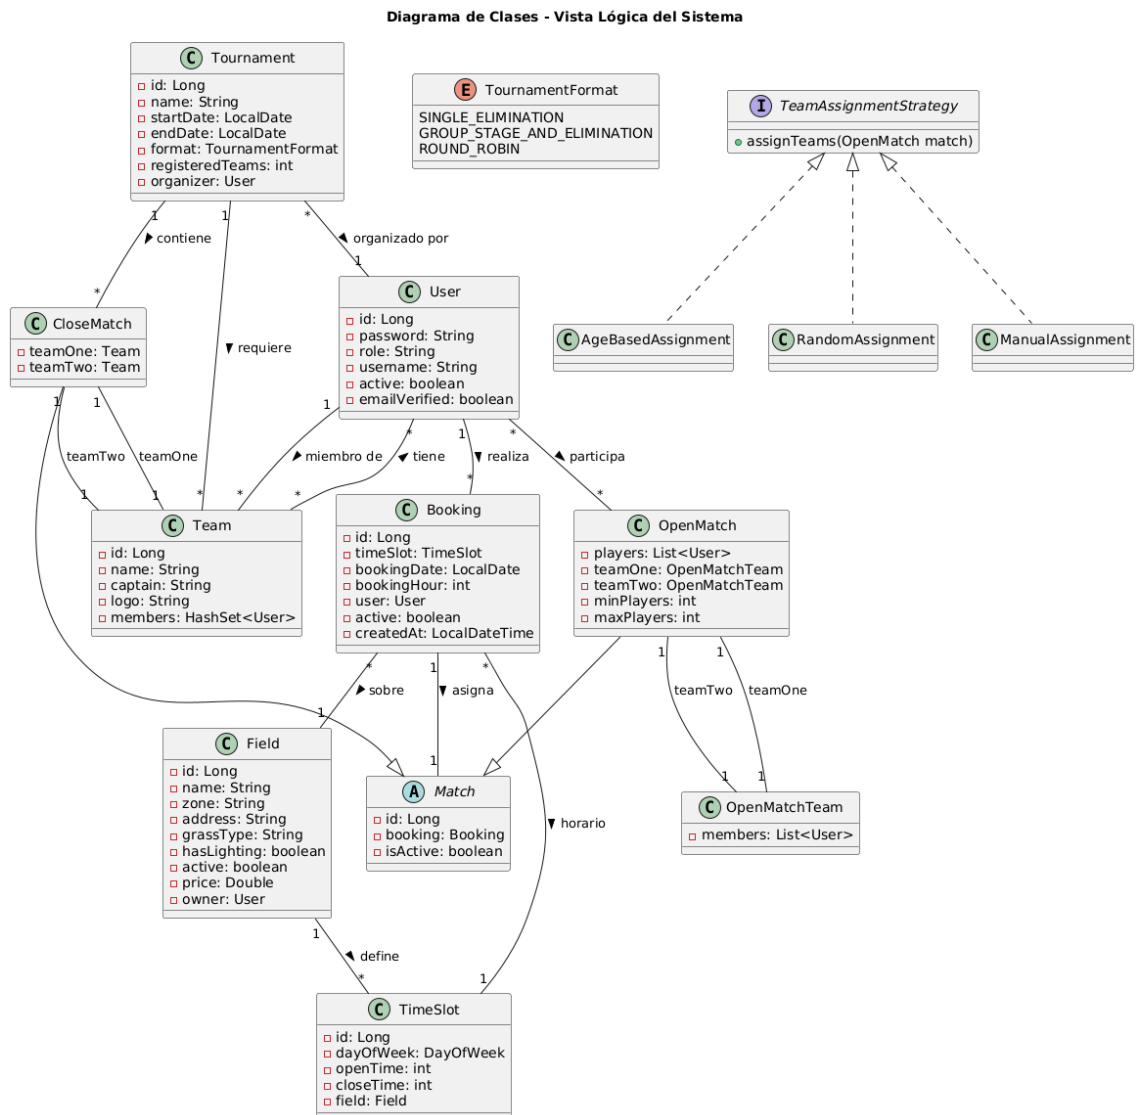 Diagrama de Clases - Vista Lógica del Sistema
C Tournament
id: Long
name: String
startDate: LocalDate
endDate: LocalDate
format: TournamentFormat
registeredTeams: int
organizer: User
E TournamentFormat
SINGLE_ELIMINATION
GROUP_STAGE_AND_ELIMINATION
ROUND_ROBIN
I TeamAssignmentStrategy
assignTeams(OpenMatch match)
1
1
*
contiene
requiere
organizado por
*
1
C CloseMatch
teamOne: Team
teamTwo: Team
C User
id: Long
password: String
role: String
username: String
active: boolean
emailVerified: boolean
C AgeBasedAssignment
C RandomAssignment
C ManualAssignment
1
1
1
*
1
*
teamTwo
teamOne
miembro de
tiene
realiza
participa
1
1
*
*
*
*
*
C Team
id: Long
name: String
captain: String
logo: String
members: HashSet<User>
C Booking
id: Long
timeSlot: TimeSlot
bookingDate: LocalDate
bookingHour: int
user: User
active: boolean
createdAt: LocalDateTime
C OpenMatch
players: List<User>
teamOne: OpenMatchTeam
teamTwo: OpenMatchTeam
minPlayers: int
maxPlayers: int
*
1
*
1
1
sobre
asigna
teamTwo
teamOne
1
1
1
1
C Field
id: Long
name: String
zone: String
address: String
grassType: String
hasLighting: boolean
active: boolean
price: Double
owner: User
A Match
id: Long
booking: Booking
isActive: boolean
horario
C OpenMatchTeam
members: List<User>
1
define
*
1
C TimeSlot
id: Long
dayOfWeek: DayOfWeek
openTime: int
closeTime: int
field: Field